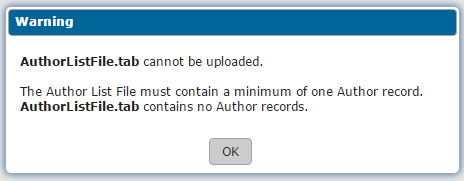 Warning
AuthorListFile.tab cannot be uploaded.
The Author List File must contain a minimum of one Author record.
AuthorListFile.tab contains no Author records.
OK